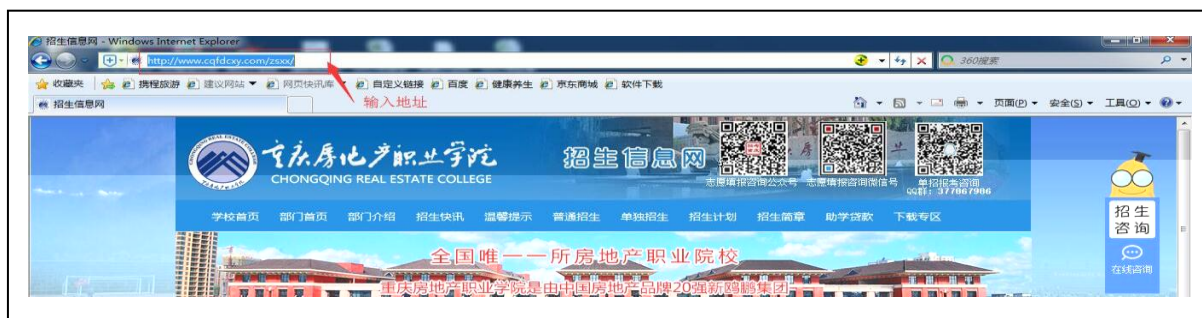 招生信息网 - Windows Internet Explorer
http://www.cqfdcxy.com/zsxx/
360搜索
收藏夹 携程旅游 建议网站 网页快讯库 自定义链接 百度 健康养生 京东商城 软件下载
输入地址
招生信息网
页面(P) 安全(S) 工具(O)
重庆房地产职业学院
CHONGQING REAL ESTATE COLLEGE
招生信息网
志愿填报咨询公众号 志愿填报咨询微信号 单招报考咨询
QQ群：377867906
学校首页 部门首页 部门介绍 招生快讯 温馨提示 普通招生 单独招生 招生计划 招生简章 助学贷款 下载专区
招生
咨询
在线咨询
全国唯一一所房地产职业院校
重庆房地产职业学院是由中国房地产品牌20强新鸥鹏集团